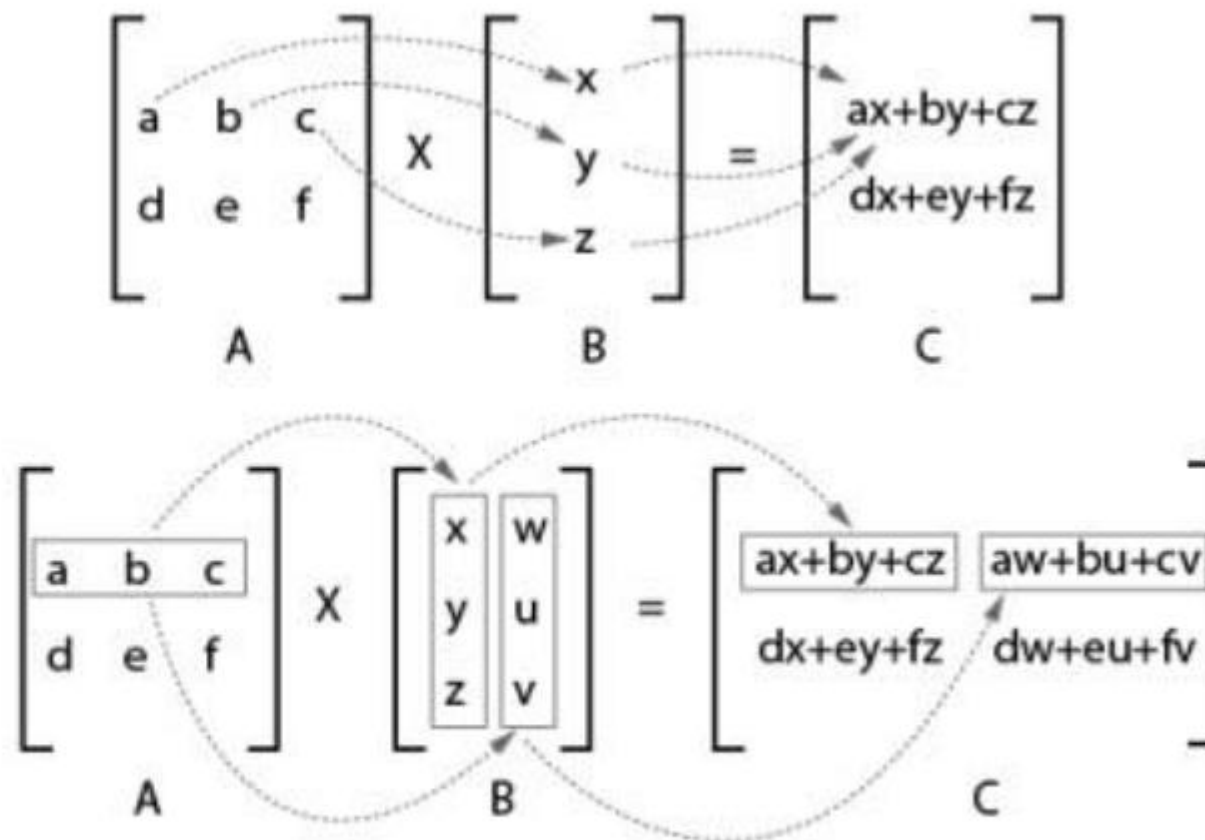 a b c
d e f
X
x
y
z
=
ax+by+cz
dx+ey+fz
A B C
a b c
d e f
X
x w
y u
z v
=
ax+by+cz aw+bu+cv
dx+ey+fz dw+eu+fv
A B C